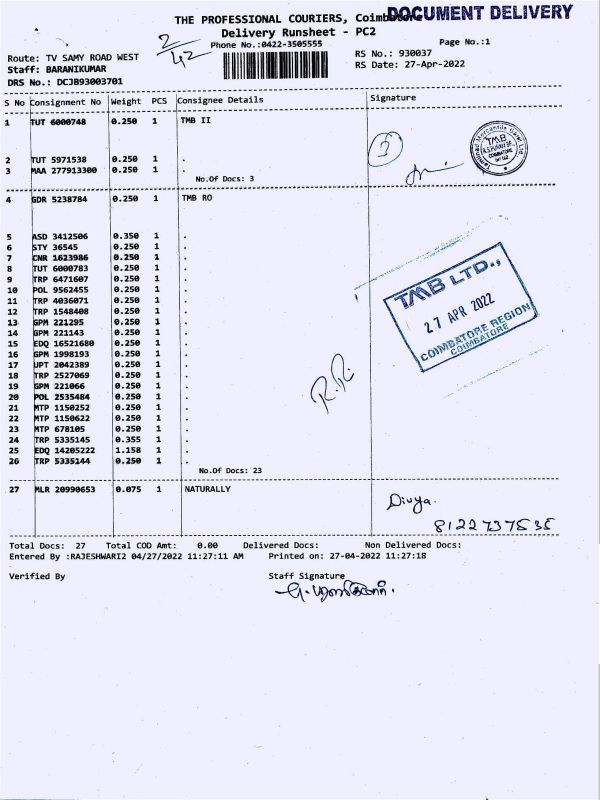 THE PROFESSIONAL COURIERS, Coimbatore
DOCUMENT DELIVERY
Delivery Runsheet - PC2
2/42
Phone No.:0422-3505555
Page No.:1
Route: TV SAMY ROAD WEST
RS No.: 930037
Staff: BARANIKUMAR
RS Date: 27-Apr-2022
DRS No.: DCJB93003701
S No Consignment No Weight PCS Consignee Details Signature
1 TUT 6000748 0.250 1 TMB II
3
2 TUT 5971538 0.250 1 .
3 MAA 277913300 0.250 1 .
No.Of Docs: 3
Tamilnad Mercantile Bank Ltd
TMB
COIMBATORE
4 GDR 5238784 0.250 1 TMB RO
5 ASD 3412506 0.350 1 .
6 STY 36545 0.250 1 .
7 CNR 1623986 0.250 1 .
8 TUT 6000783 0.250 1 .
9 TRP 6471607 0.250 1 .
10 POL 9562455 0.250 1 .
11 TRP 4036071 0.250 1 .
12 TRP 1548408 0.250 1 .
13 GPM 221295 0.250 1 .
14 GPM 221143 0.250 1 .
15 EDQ 16521680 0.250 1 .
16 GPM 1998193 0.250 1 .
17 UPT 2042389 0.250 1 .
18 TRP 2527069 0.250 1 .
19 GPM 221066 0.250 1 .
20 POL 2535484 0.250 1 .
21 MTP 1150252 0.250 1 .
22 MTP 1150622 0.250 1 .
23 MTP 678105 0.250 1 .
24 TRP 5335145 0.355 1 .
25 EDQ 14205222 1.158 1 .
26 TRP 5335144 0.250 1 .
No.Of Docs: 23
TMB LTD.,
27 APR 2022
COIMBATORE REGION
COIMBATORE
27 MLR 20990653 0.075 1 NATURALLY
Divya.
8122737535
Total Docs: 27 Total COD Amt: 0.00 Delivered Docs: Non Delivered Docs:
Entered By :RAJESHWARI2 04/27/2022 11:27:11 AM Printed on: 27-04-2022 11:27:18
Verified By Staff Signature